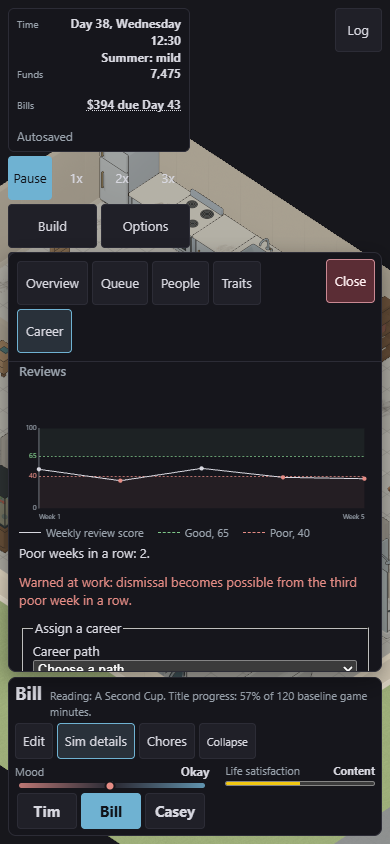 Time Day 38, Wednesday
12:30
Summer: mild
Funds 7,475
Bills $394 due Day 43
Autosaved
Log
Pause 1x 2x 3x
Build Options
Overview Queue People Traits Close
Career
Reviews
100
65
40
0
Week 1 Week 5
Weekly review score Good, 65 Poor, 40
Poor weeks in a row: 2.
Warned at work: dismissal becomes possible from the third
poor week in a row.
Assign a career
Career path
Choose a path
Bill Reading: A Second Cup. Title progress: 57% of 120 baseline game
minutes.
Edit Sim details Chores Collapse
Mood Okay Life satisfaction Content
Tim Bill Casey